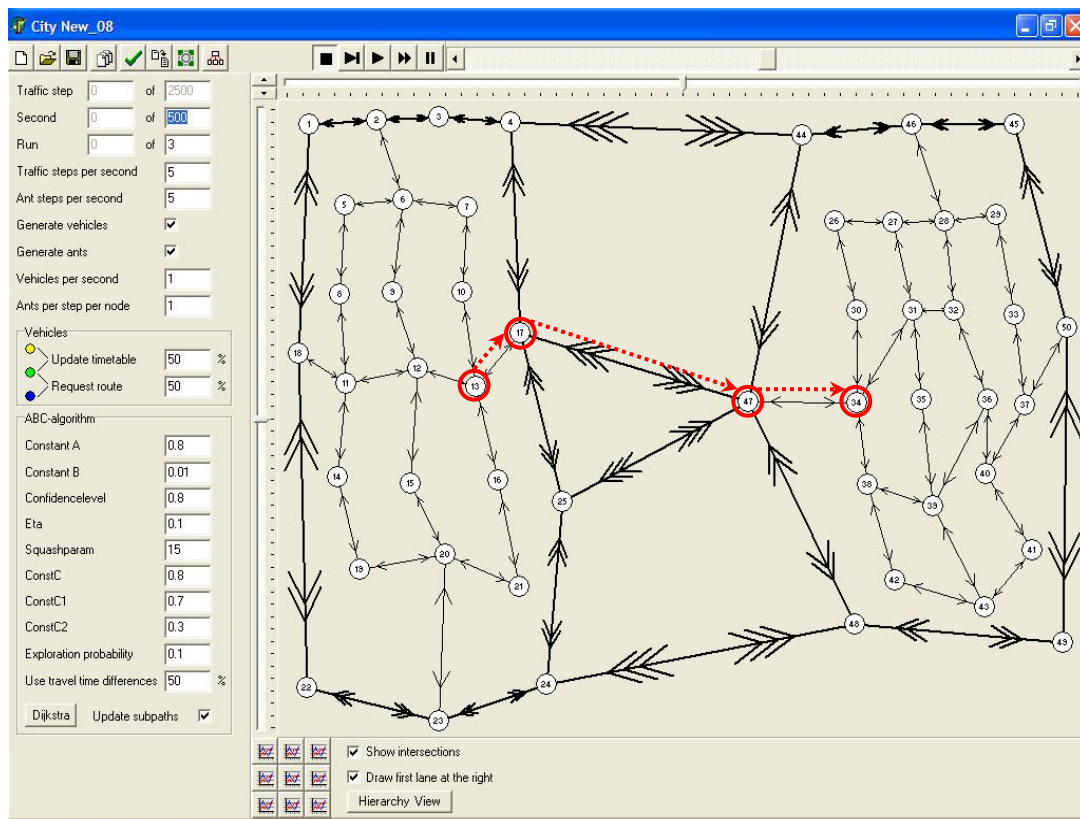 City New_08
Traffic step 0 of 2500
Second 0 of 500
Run 0 of 3
Traffic steps per second 5
Ant steps per second 5
Generate vehicles
Generate ants
Vehicles per second 1
Ants per step per node 1
Vehicles
Update timetable 50 %
Request route 50 %
ABC-algorithm
Constant A 0.8
Constant B 0.01
Confidencelevel 0.8
Eta 0.1
Squashparam 15
ConstC 0.8
ConstC1 0.7
ConstC2 0.3
Exploration probability 0.1
Use travel time differences 50 %
Dijkstra Update subpaths
1 2 3 4 44 46 45
5 6 7 26 27 28 29
8 9 10 30 31 32 33 50
17
18 11 12 13 47 34 35 36 37
14 15 16 25 38 39 40
19 20 21 42 43 41
48 49
22 23 24
Show intersections
Draw first lane at the right
Hierarchy View